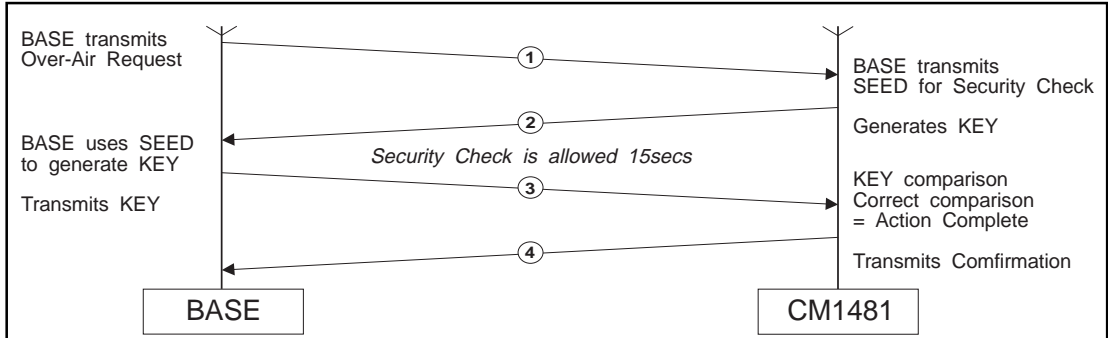 BASE transmits
Over-Air Request
1
BASE transmits
SEED for Security Check
2
Generates KEY
BASE uses SEED
to generate KEY
Security Check is allowed 15secs
Transmits KEY
3
KEY comparison
Correct comparison
= Action Complete
4
Transmits Comfirmation
BASE
CM1481